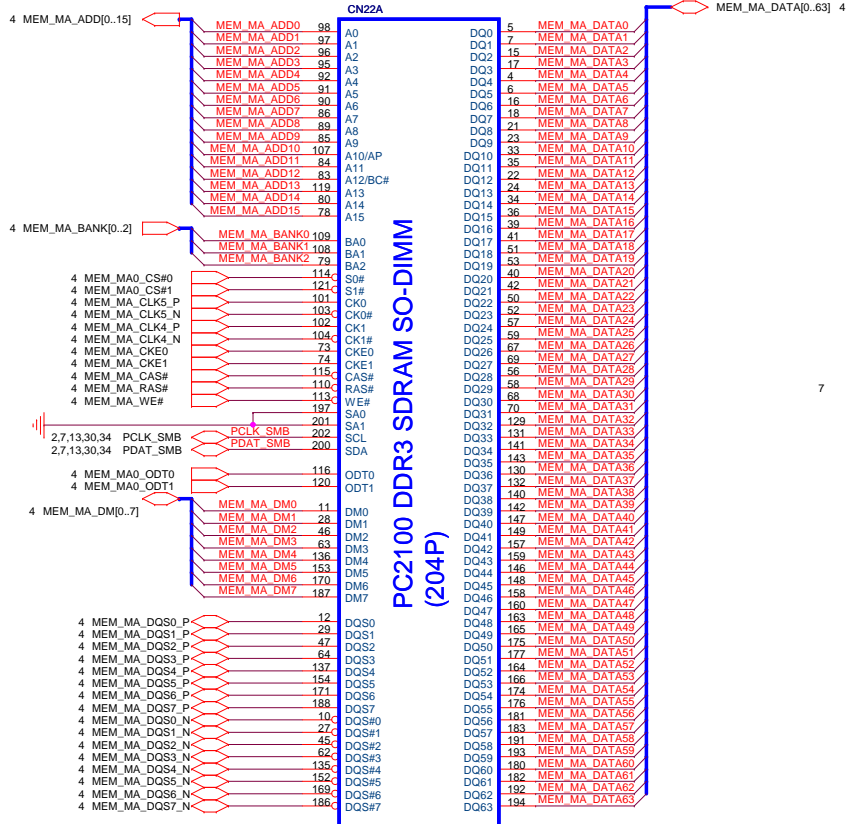 CN22A
4 MEM_MA_ADD[0..15]
MEM_MA_ADD0 98 A0
MEM_MA_ADD1 97 A1
MEM_MA_ADD2 96 A2
MEM_MA_ADD3 95 A3
MEM_MA_ADD4 92 A4
MEM_MA_ADD5 91 A5
MEM_MA_ADD6 90 A6
MEM_MA_ADD7 86 A7
MEM_MA_ADD8 89 A8
MEM_MA_ADD9 85 A9
MEM_MA_ADD10 107 A10/AP
MEM_MA_ADD11 84 A11
MEM_MA_ADD12 83 A12/BC#
MEM_MA_ADD13 119 A13
MEM_MA_ADD14 80 A14
MEM_MA_ADD15 78 A15
4 MEM_MA_BANK[0..2]
MEM_MA_BANK0 109 BA0
MEM_MA_BANK1 108 BA1
MEM_MA_BANK2 79 BA2
4 MEM_MA0_CS#0 114 S0#
4 MEM_MA0_CS#1 121 S1#
4 MEM_MA_CLK5_P 101 CK0
4 MEM_MA_CLK5_N 103 CK0#
4 MEM_MA_CLK4_P 102 CK1
4 MEM_MA_CLK4_N 104 CK1#
4 MEM_MA_CKE0 73 CKE0
4 MEM_MA_CKE1 74 CKE1
4 MEM_MA_CAS# 115 CAS#
4 MEM_MA_RAS# 110 RAS#
4 MEM_MA_WE# 113 WE#
197 SA0
201 SA1
2,7,13,30,34 PCLK_SMB PCLK_SMB 202 SCL
2,7,13,30,34 PDAT_SMB PDAT_SMB 200 SDA
4 MEM_MA0_ODT0 116 ODT0
4 MEM_MA0_ODT1 120 ODT1
4 MEM_MA_DM[0..7]
MEM_MA_DM0 11 DM0
MEM_MA_DM1 28 DM1
MEM_MA_DM2 46 DM2
MEM_MA_DM3 63 DM3
MEM_MA_DM4 136 DM4
MEM_MA_DM5 153 DM5
MEM_MA_DM6 170 DM6
MEM_MA_DM7 187 DM7
4 MEM_MA_DQS0_P 12 DQS0
4 MEM_MA_DQS1_P 29 DQS1
4 MEM_MA_DQS2_P 47 DQS2
4 MEM_MA_DQS3_P 64 DQS3
4 MEM_MA_DQS4_P 137 DQS4
4 MEM_MA_DQS5_P 154 DQS5
4 MEM_MA_DQS6_P 171 DQS6
4 MEM_MA_DQS7_P 188 DQS7
4 MEM_MA_DQS0_N 10 DQS#0
4 MEM_MA_DQS1_N 27 DQS#1
4 MEM_MA_DQS2_N 45 DQS#2
4 MEM_MA_DQS3_N 62 DQS#3
4 MEM_MA_DQS4_N 135 DQS#4
4 MEM_MA_DQS5_N 152 DQS#5
4 MEM_MA_DQS6_N 169 DQS#6
4 MEM_MA_DQS7_N 186 DQS#7
PC2100 DDR3 SDRAM SO-DIMM
(204P)
MEM_MA_DATA[0..63] 4
DQ0 5 MEM_MA_DATA0
DQ1 7 MEM_MA_DATA1
DQ2 15 MEM_MA_DATA2
DQ3 17 MEM_MA_DATA3
DQ4 4 MEM_MA_DATA4
DQ5 6 MEM_MA_DATA5
DQ6 16 MEM_MA_DATA6
DQ7 18 MEM_MA_DATA7
DQ8 21 MEM_MA_DATA8
DQ9 23 MEM_MA_DATA9
DQ10 33 MEM_MA_DATA10
DQ11 35 MEM_MA_DATA11
DQ12 22 MEM_MA_DATA12
DQ13 24 MEM_MA_DATA13
DQ14 34 MEM_MA_DATA14
DQ15 36 MEM_MA_DATA15
DQ16 39 MEM_MA_DATA16
DQ17 41 MEM_MA_DATA17
DQ18 51 MEM_MA_DATA18
DQ19 53 MEM_MA_DATA19
DQ20 40 MEM_MA_DATA20
DQ21 42 MEM_MA_DATA21
DQ22 50 MEM_MA_DATA22
DQ23 52 MEM_MA_DATA23
DQ24 57 MEM_MA_DATA24
DQ25 59 MEM_MA_DATA25
DQ26 67 MEM_MA_DATA26
DQ27 69 MEM_MA_DATA27
DQ28 56 MEM_MA_DATA28
DQ29 58 MEM_MA_DATA29
DQ30 68 MEM_MA_DATA30
DQ31 70 MEM_MA_DATA31
DQ32 129 MEM_MA_DATA32
DQ33 131 MEM_MA_DATA33
DQ34 141 MEM_MA_DATA34
DQ35 143 MEM_MA_DATA35
DQ36 130 MEM_MA_DATA36
DQ37 132 MEM_MA_DATA37
DQ38 140 MEM_MA_DATA38
DQ39 142 MEM_MA_DATA39
DQ40 147 MEM_MA_DATA40
DQ41 149 MEM_MA_DATA41
DQ42 157 MEM_MA_DATA42
DQ43 159 MEM_MA_DATA43
DQ44 146 MEM_MA_DATA44
DQ45 148 MEM_MA_DATA45
DQ46 158 MEM_MA_DATA46
DQ47 160 MEM_MA_DATA47
DQ48 163 MEM_MA_DATA48
DQ49 165 MEM_MA_DATA49
DQ50 175 MEM_MA_DATA50
DQ51 177 MEM_MA_DATA51
DQ52 164 MEM_MA_DATA52
DQ53 166 MEM_MA_DATA53
DQ54 174 MEM_MA_DATA54
DQ55 176 MEM_MA_DATA55
DQ56 181 MEM_MA_DATA56
DQ57 183 MEM_MA_DATA57
DQ58 191 MEM_MA_DATA58
DQ59 193 MEM_MA_DATA59
DQ60 180 MEM_MA_DATA60
DQ61 182 MEM_MA_DATA61
DQ62 192 MEM_MA_DATA62
DQ63 194 MEM_MA_DATA63
7